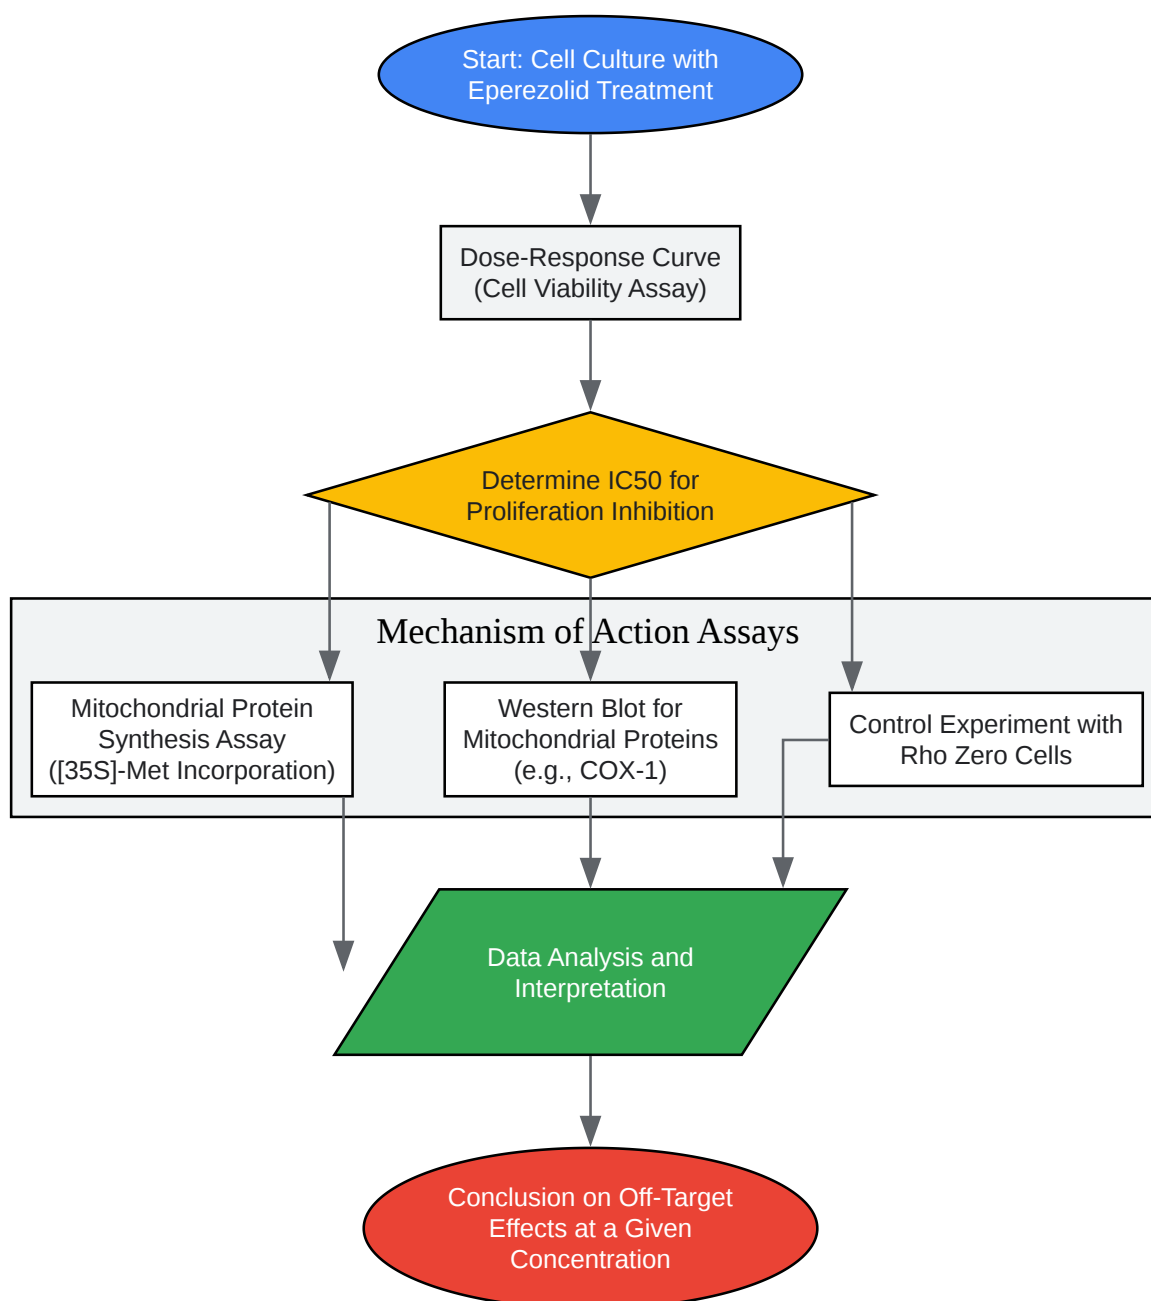 Start: Cell Culture with
Eperezolid Treatment
Dose-Response Curve
(Cell Viability Assay)
Determine IC50 for
Proliferation Inhibition
Mechanism of Action Assays
Mitochondrial Protein
Synthesis Assay
([35S]-Met Incorporation)
Western Blot for
Mitochondrial Proteins
(e.g., COX-1)
Control Experiment with
Rho Zero Cells
Data Analysis and
Interpretation
Conclusion on Off-Target
Effects at a Given
Concentration